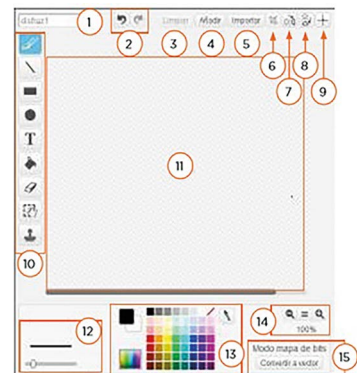 disfraz1
1
2
Limpiar
3
Añadir
4
Importar
5
6
7
8
9
T
10
11
12
13
14
100%
Modo mapa de bits
Convertir a vector
15